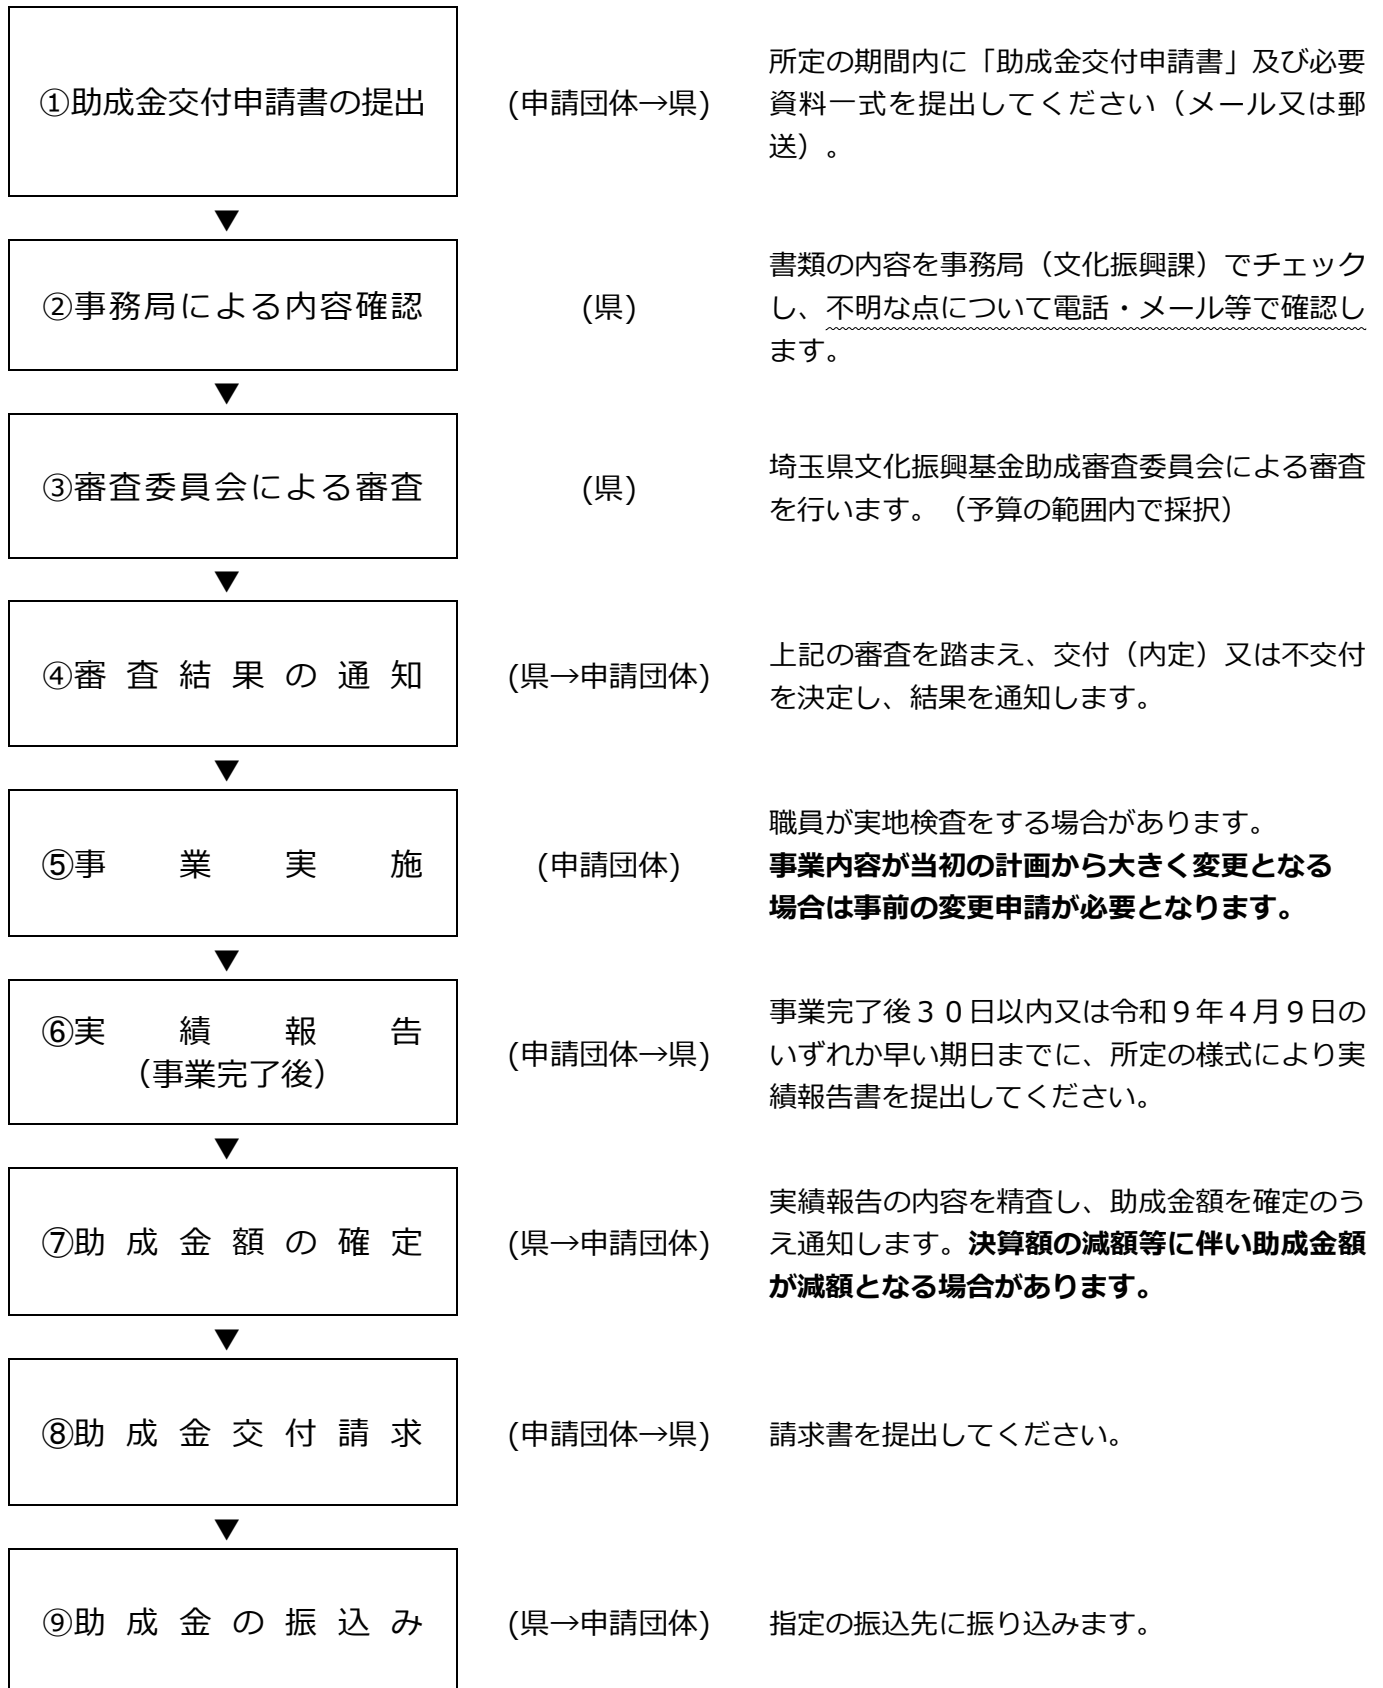 ①助成金交付申請書の提出
(申請団体→県)
所定の期間内に「助成金交付申請書」及び必要
資料一式を提出してください（メール又は郵
送）。
▼
②事務局による内容確認
(県)
書類の内容を事務局（文化振興課）でチェック
し、不明な点について電話・メール等で確認し
ます。
▼
③審査委員会による審査
(県)
埼玉県文化振興基金助成審査委員会による審査
を行います。（予算の範囲内で採択）
▼
④審査結果の通知
(県→申請団体)
上記の審査を踏まえ、交付（内定）又は不交付
を決定し、結果を通知します。
▼
⑤事業実施
(申請団体)
職員が実地検査をする場合があります。
事業内容が当初の計画から大きく変更となる
場合は事前の変更申請が必要となります。
▼
⑥実績報告
（事業完了後）
(申請団体→県)
事業完了後３０日以内又は令和９年４月９日の
いずれか早い期日までに、所定の様式により実
績報告書を提出してください。
▼
⑦助成金額の確定
(県→申請団体)
実績報告の内容を精査し、助成金額を確定のう
え通知します。決算額の減額等に伴い助成金額
が減額となる場合があります。
▼
⑧助成金交付請求
(申請団体→県)
請求書を提出してください。
▼
⑨助成金の振込み
(県→申請団体)
指定の振込先に振り込みます。